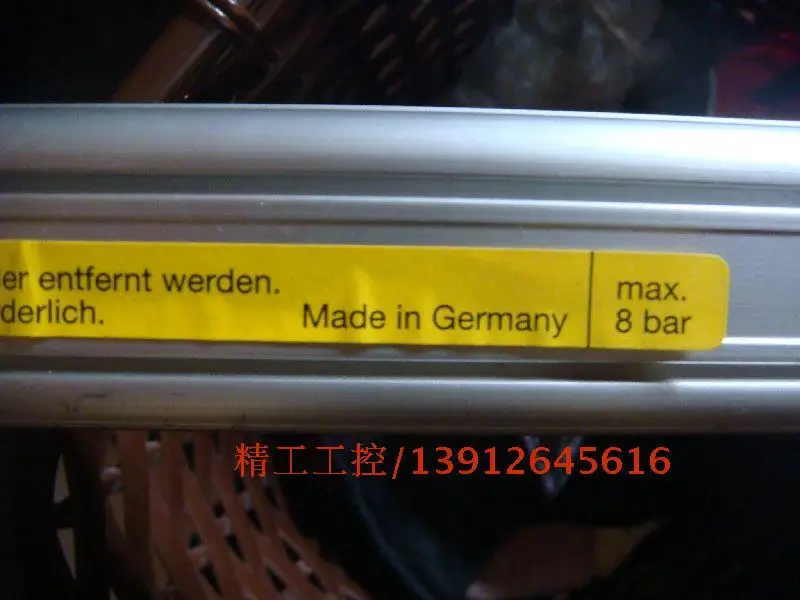 er entfernt werden.
derlich.
Made in Germany
max.
8 bar
精工工控/13912645616